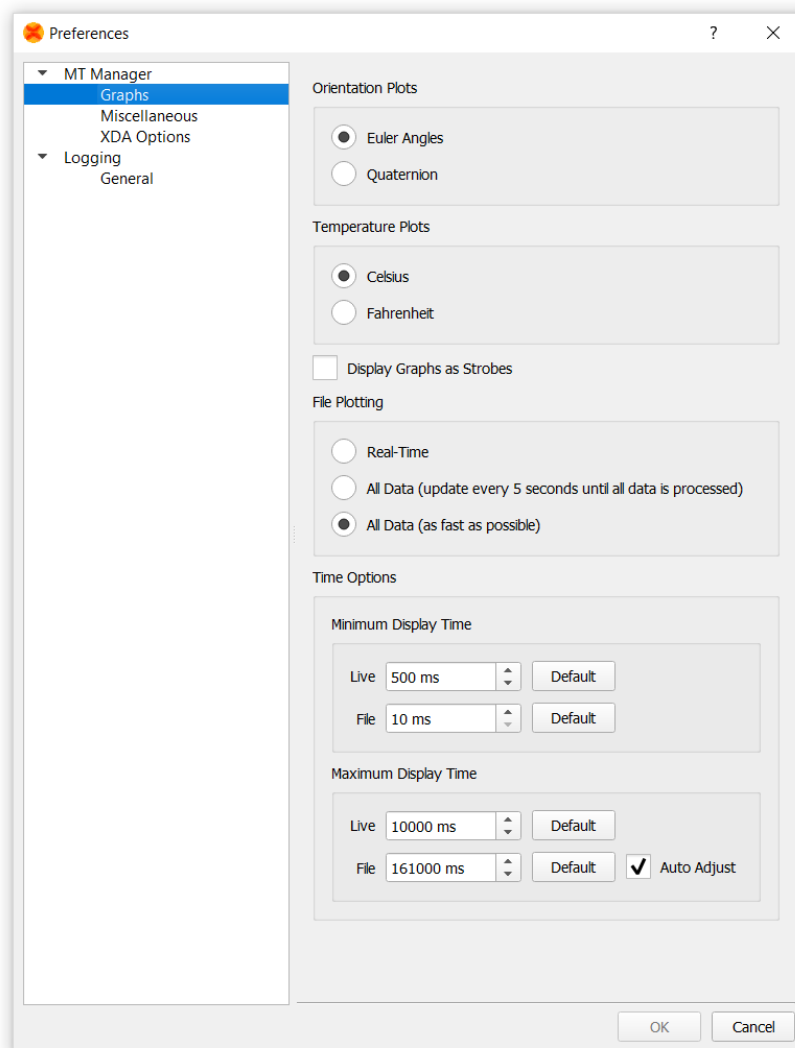 Preferences
?
MT Manager
Graphs
Miscellaneous
XDA Options
Logging
General
Orientation Plots
Euler Angles
Quaternion
Temperature Plots
Celsius
Fahrenheit
Display Graphs as Strobes
File Plotting
Real-Time
All Data (update every 5 seconds until all data is processed)
All Data (as fast as possible)
Time Options
Minimum Display Time
Live 500 ms Default
File 10 ms Default
Maximum Display Time
Live 10000 ms Default
File 161000 ms Default Auto Adjust
OK Cancel